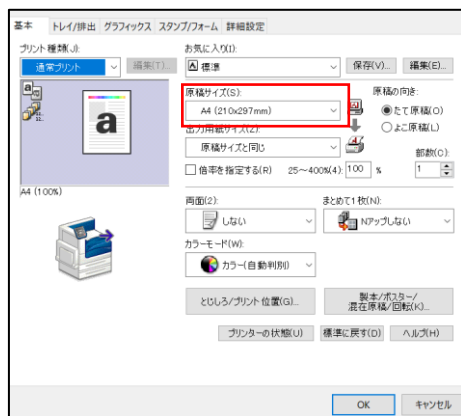 基本 トレイ/排出 グラフィックス スタンプ/フォーム 詳細設定
プリント種類(J):
通常プリント 編集(T)...
お気に入り(1):
標準 保存(V)... 編集(E)...
原稿サイズ(S):
A4 (210x297mm)
原稿の向き:
たて原稿(O)
よこ原稿(L)
出力用紙サイズ(Z):
原稿サイズと同じ
倍率を指定する(R) 25～400%(4): 100 %
部数(C):
1
A4 (100%)
両面(2):
しない
まとめて1枚(N):
Nアップしない
カラーモード(W):
カラー(自動判別)
とじしろ/プリント位置(G)...
製本/ポスター/
混在原稿/回転(K)...
プリンターの状態(U) 標準に戻す(D) ヘルプ(H)
OK キャンセル